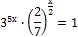 3^{5x} · (2/7)^{x/2} = 1